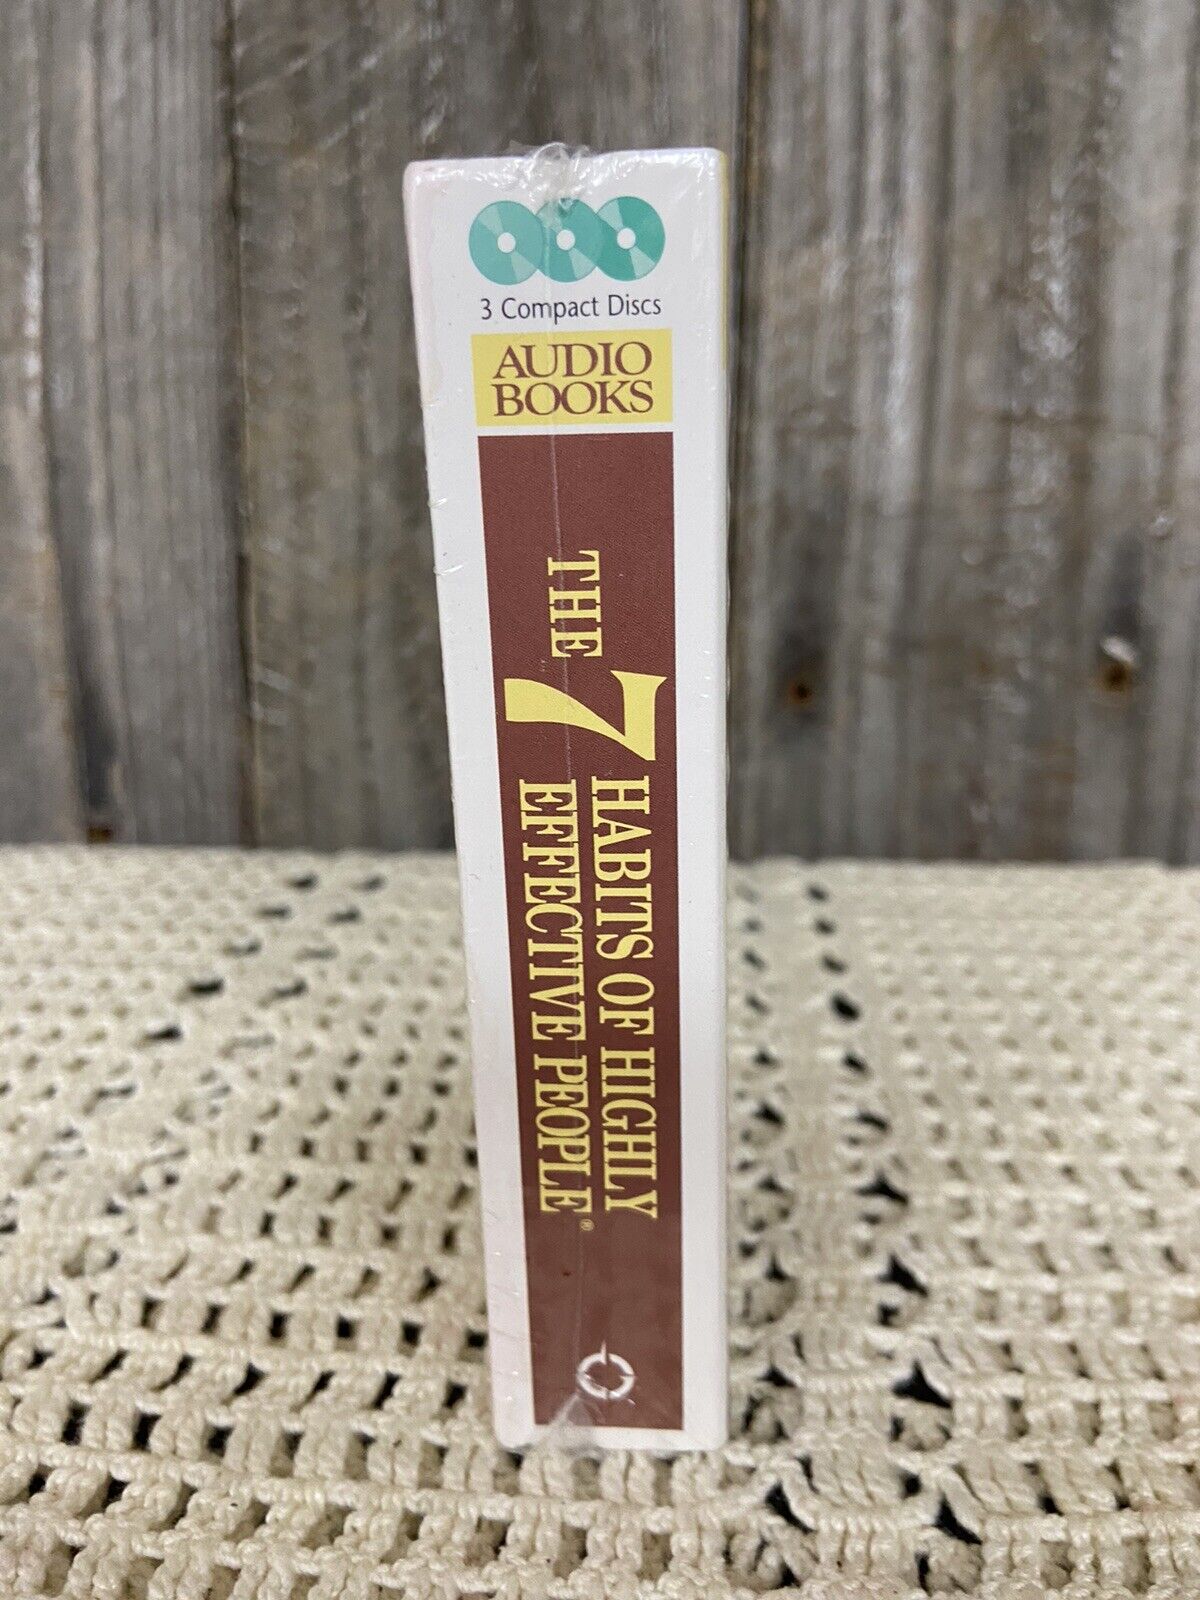 3 Compact Discs
AUDIO
BOOKS
THE 7 HABITS OF HIGHLY
EFFECTIVE PEOPLE®